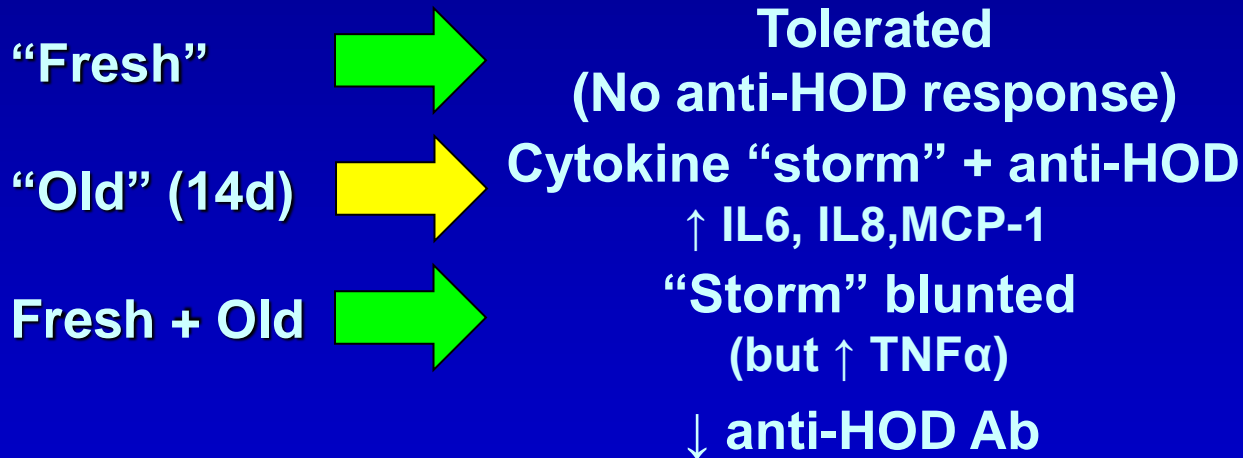 “Fresh”
Tolerated
(No anti-HOD response)
“Old” (14d)
Cytokine “storm” + anti-HOD
↑ IL6, IL8,MCP-1
Fresh + Old
“Storm” blunted
(but ↑ TNFα)
↓ anti-HOD Ab